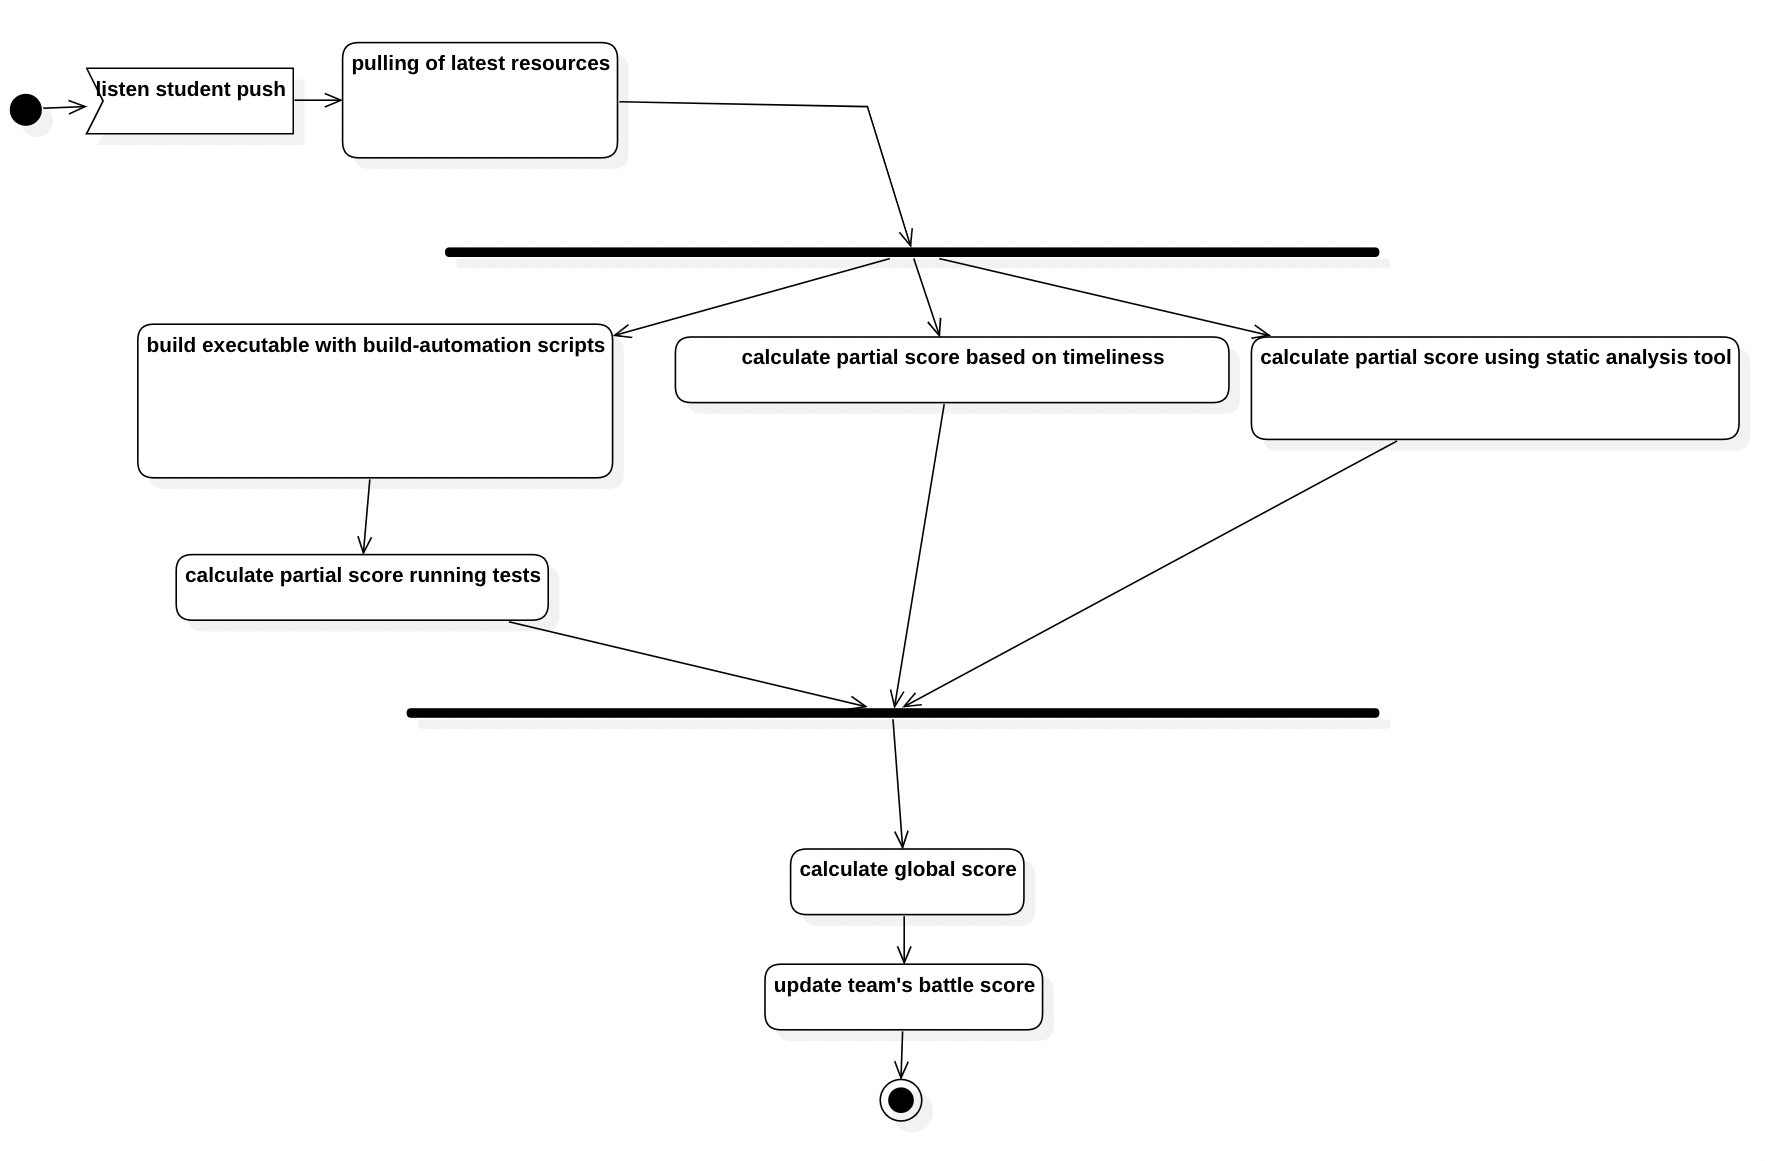 listen student push
pulling of latest resources
build executable with build-automation scripts
calculate partial score based on timeliness
calculate partial score using static analysis tool
calculate partial score running tests
calculate global score
update team's battle score